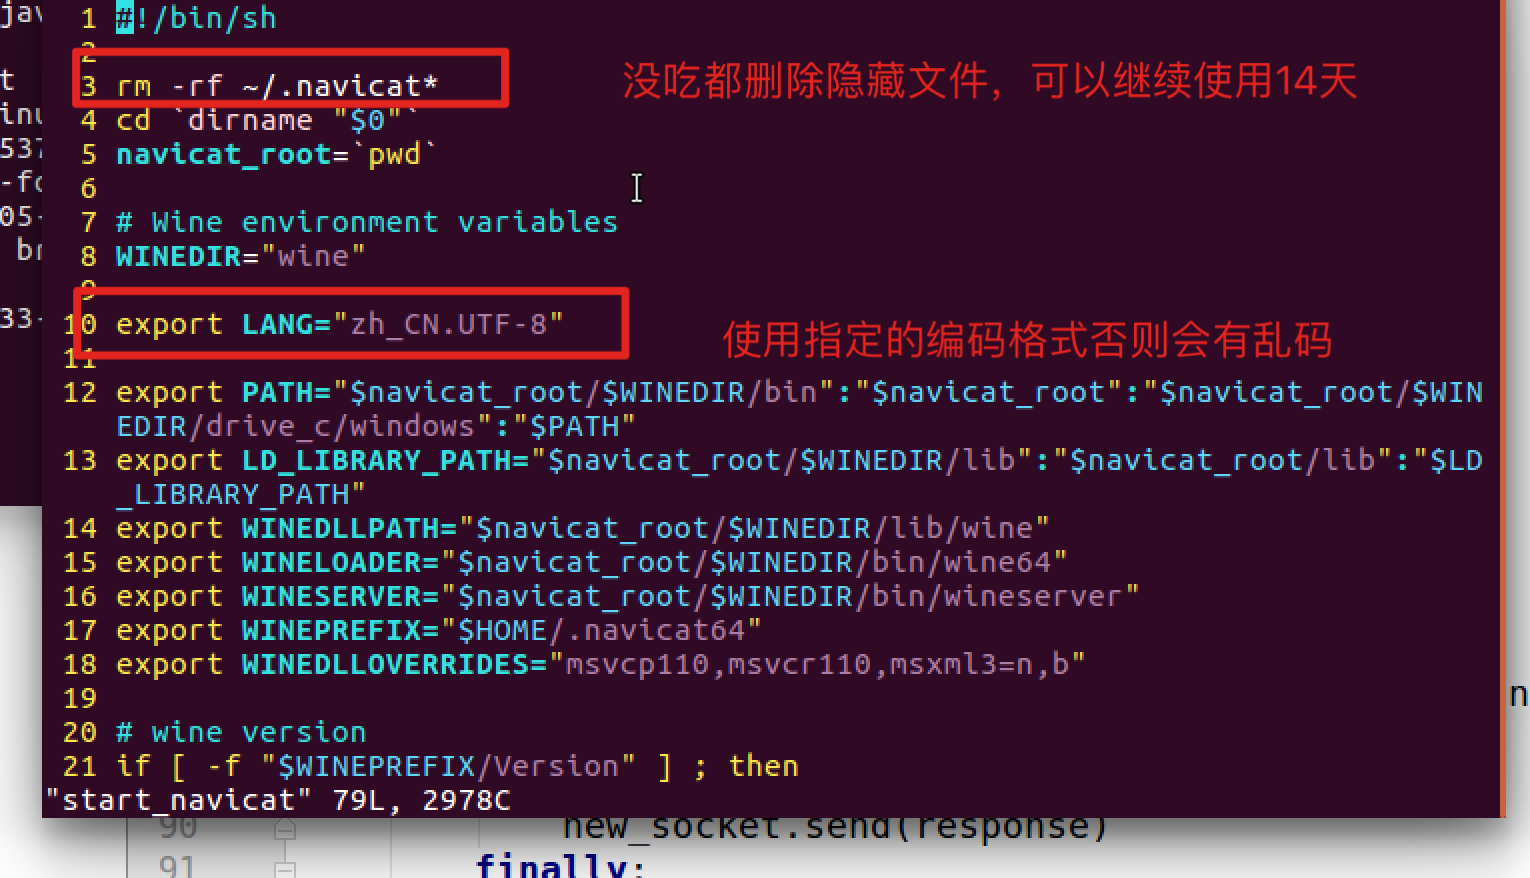 jav
1 #!/bin/sh
2
3 rm -rf ~/.navicat*
没吃都删除隐藏文件，可以继续使用14天
t
4 cd `dirname "$0"`
inu
5 navicat_root=`pwd`
537
6
-fo
7 # Wine environment variables
05-
8 WINEDIR="wine"
br
9
10 export LANG="zh_CN.UTF-8"
使用指定的编码格式否则会有乱码
33-
11
12 export PATH="$navicat_root/$WINEDIR/bin":"$navicat_root":"$navicat_root/$WIN
EDIR/drive_c/windows":"$PATH"
13 export LD_LIBRARY_PATH="$navicat_root/$WINEDIR/lib":"$navicat_root/lib":"$LD
_LIBRARY_PATH"
14 export WINEDLLPATH="$navicat_root/$WINEDIR/lib/wine"
15 export WINELOADER="$navicat_root/$WINEDIR/bin/wine64"
16 export WINESERVER="$navicat_root/$WINEDIR/bin/wineserver"
17 export WINEPREFIX="$HOME/.navicat64"
18 export WINEDLLOVERRIDES="msvcp110,msvcr110,msxml3=n,b"
19
n
20 # wine version
21 if [ -f "$WINEPREFIX/Version" ] ; then
"start_navicat" 79L, 2978C
90 new_socket.send(response)
91 finally: